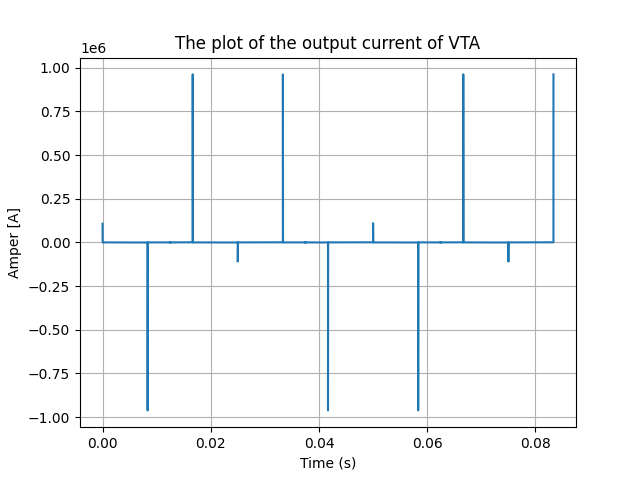 The plot of the output current of VTA
1e6
1.00
0.75
0.50
0.25
0.00
−0.25
−0.50
−0.75
−1.00
Amper [A]
0.00 0.02 0.04 0.06 0.08
Time (s)